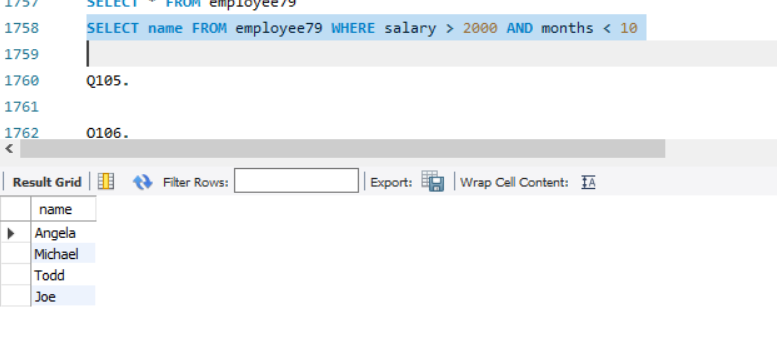 1757 SELECT * FROM employee79
1758 SELECT name FROM employee79 WHERE salary > 2000 AND months < 10
1759
1760 Q105.
1761
1762 Q106.
Result Grid Filter Rows: Export: Wrap Cell Content: IA
name
Angela
Michael
Todd
Joe